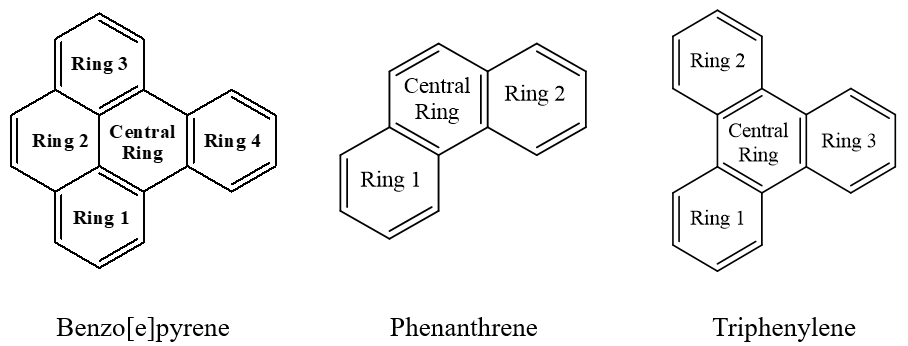 Ring 3
Ring 2
Central
Ring
Ring 4
Ring 1
Benzo[e]pyrene
Central
Ring
Ring 2
Ring 1
Phenanthrene
Ring 2
Central
Ring
Ring 3
Ring 1
Triphenylene